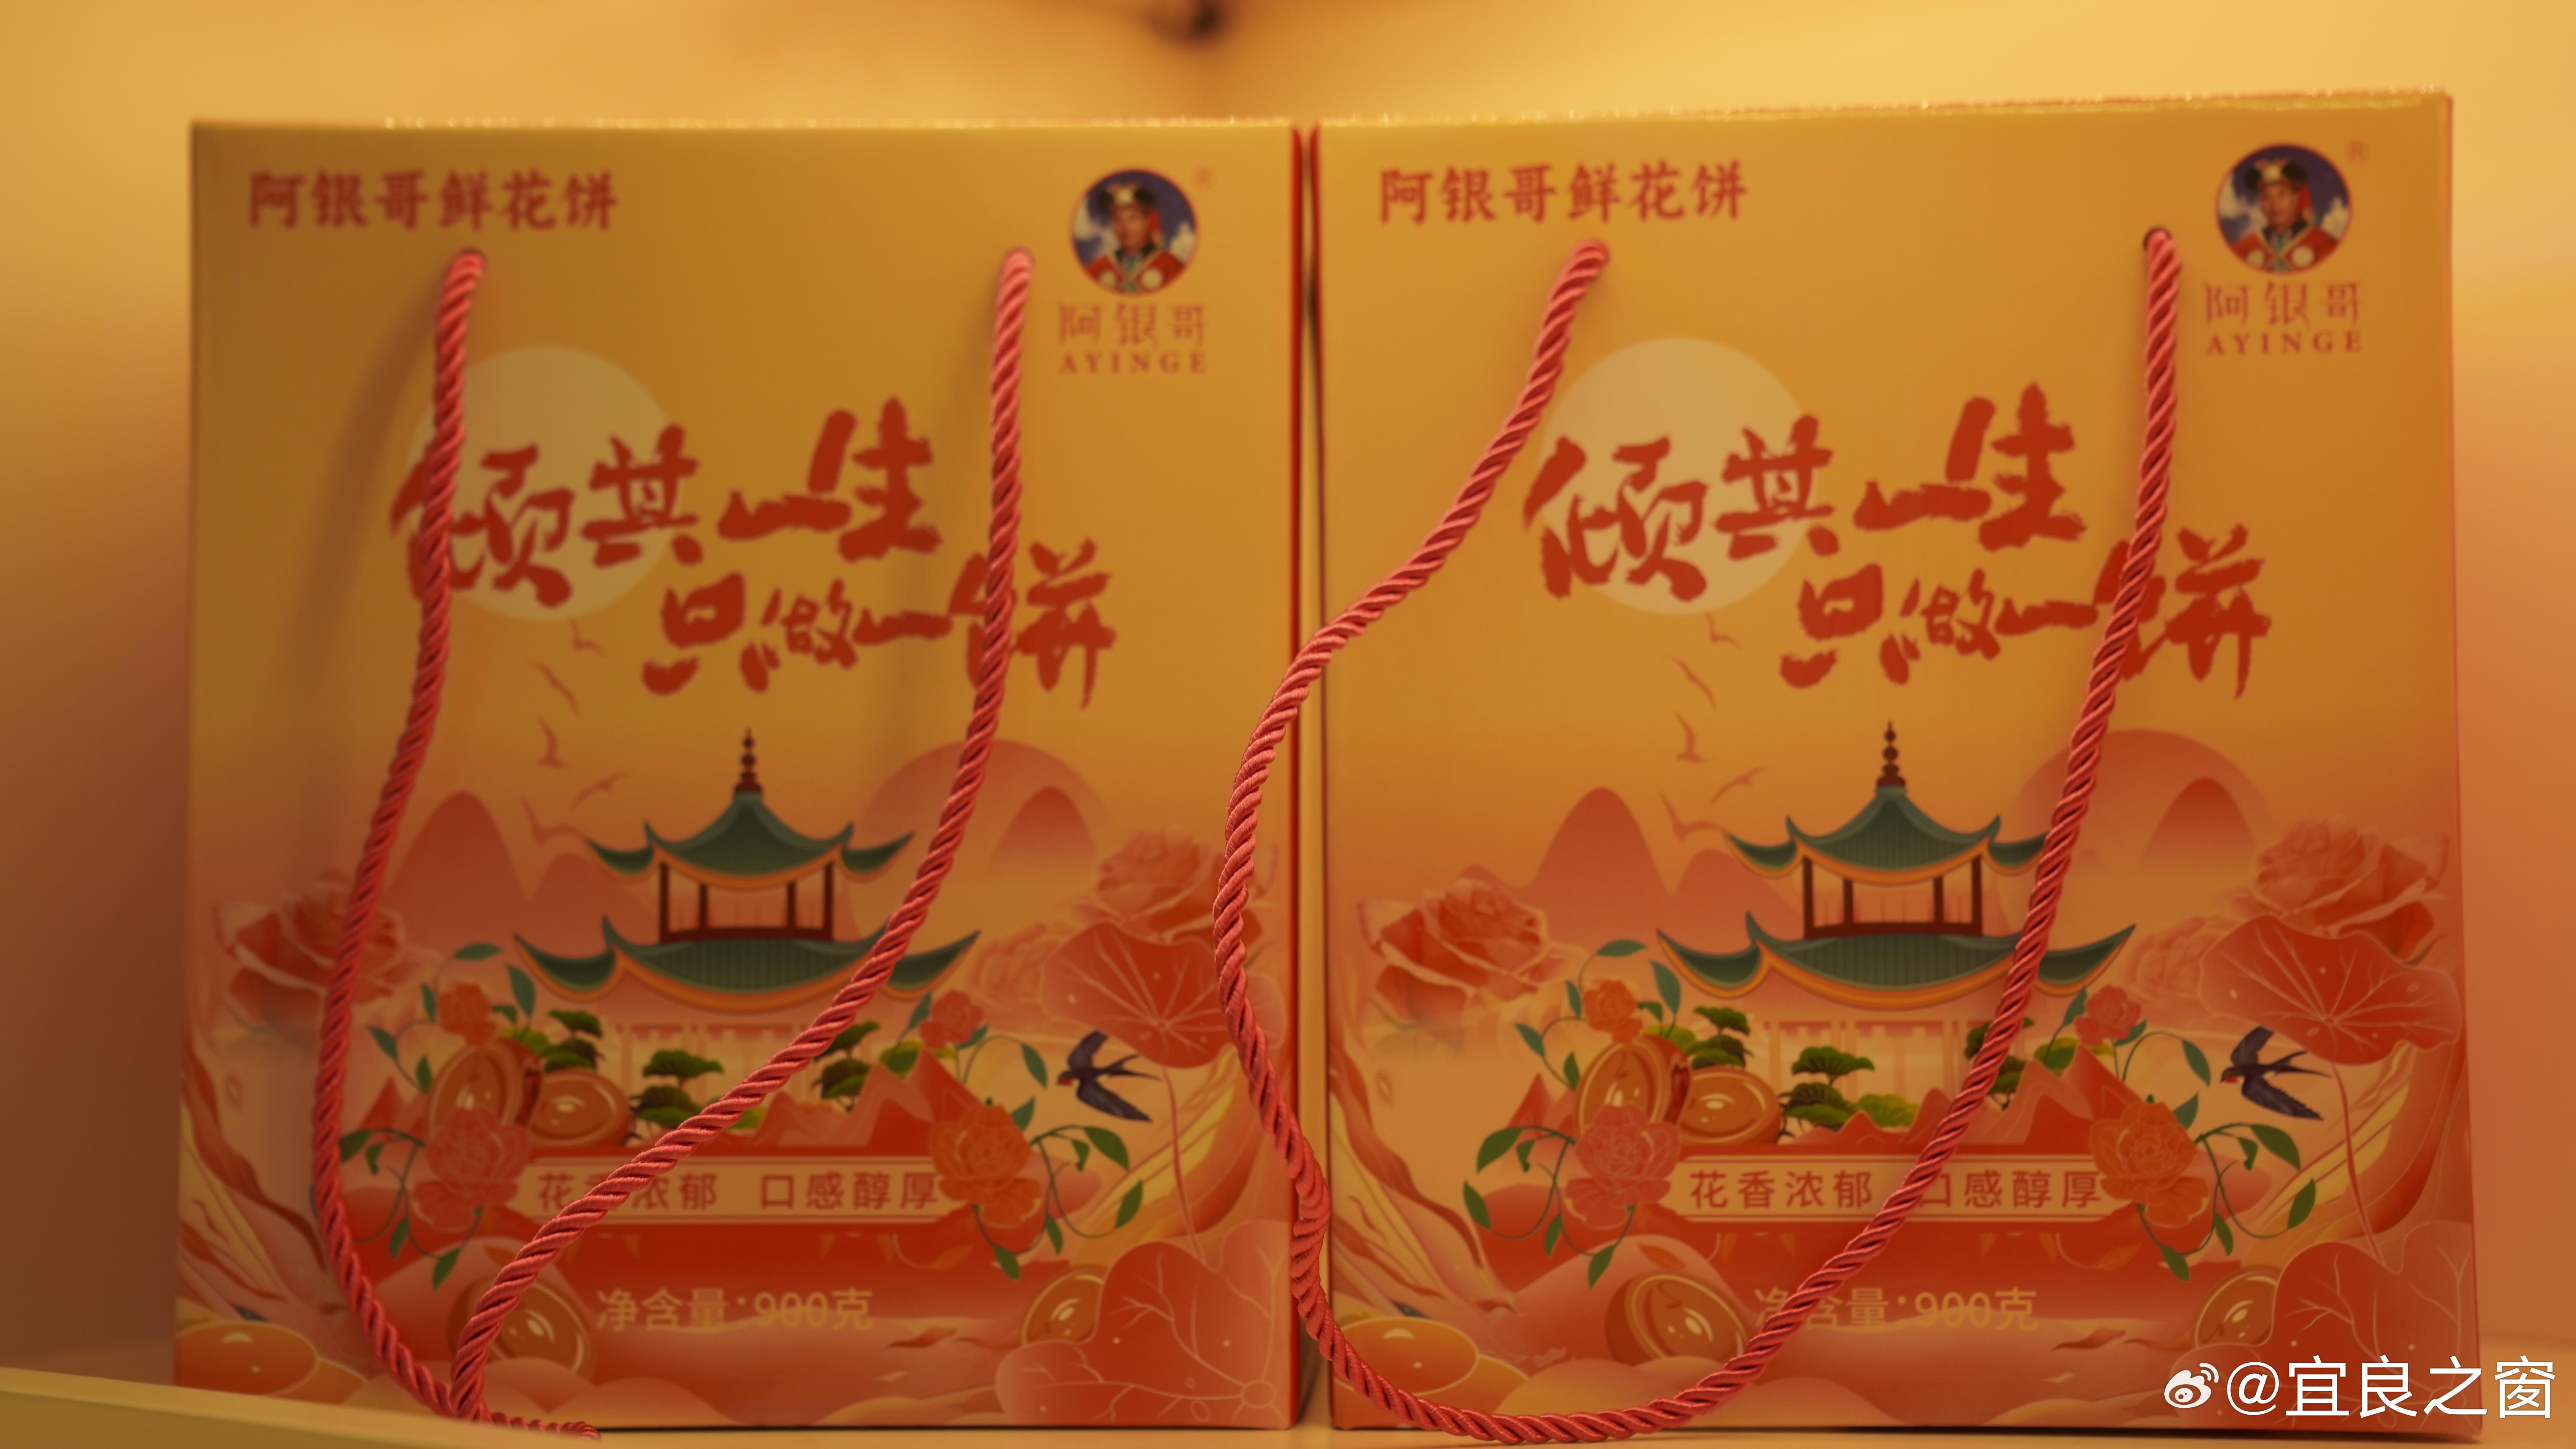 阿银哥鲜花饼
®
阿银哥
AYINGE
倾其一生
只做一饼
花香浓郁 口感醇厚
净含量:900克
阿银哥鲜花饼
®
阿银哥
AYINGE
倾其一生
只做一饼
花香浓郁 口感醇厚
净含量:900克
@宜良之窗